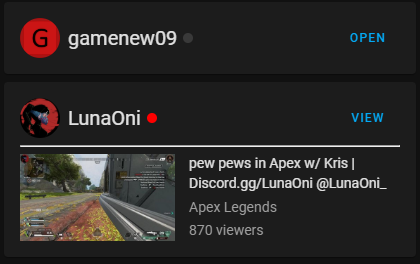 G gamenew09 OPEN
LunaOni VIEW
pew pews in Apex w/ Kris |
Discord.gg/LunaOni @LunaOni_
Apex Legends
870 viewers